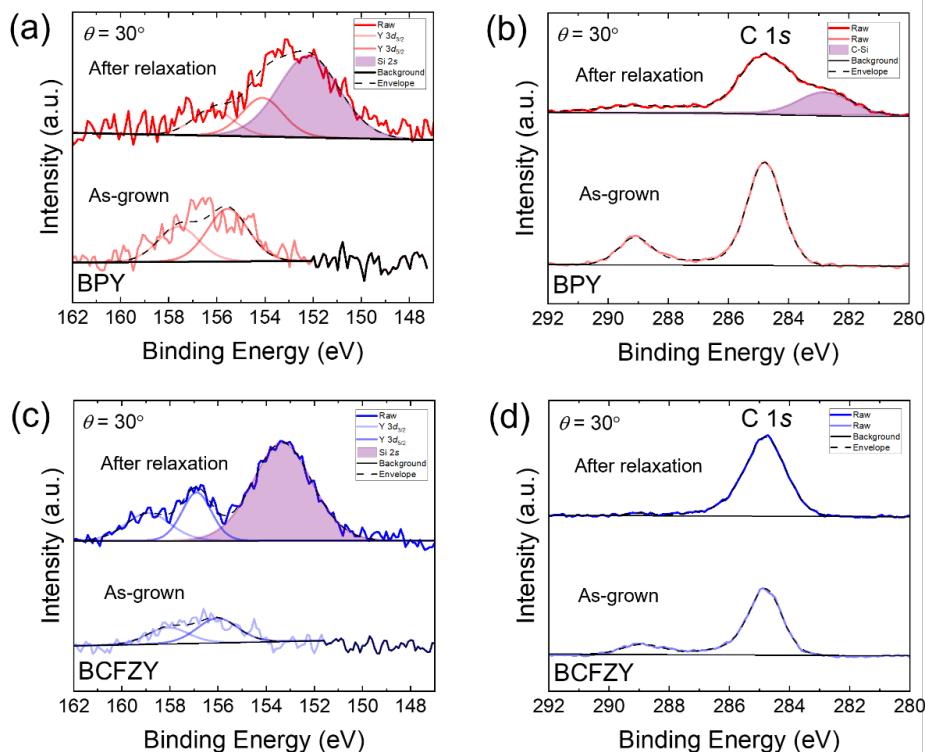 (a)
θ = 30°
After relaxation
Raw
Y 3d3/2
Y 3d5/2
Si 2s
Background
Envelope
As-grown
BPY
Intensity (a.u.)
162 160 158 156 154 152 150 148
Binding Energy (eV)
(b)
θ = 30°
C 1s
After relaxation
Raw
Raw
C-Si
Background
Envelope
As-grown
BPY
Intensity (a.u.)
292 290 288 286 284 282 280
Binding Energy (eV)
(c)
θ = 30°
After relaxation
Raw
Y 3d3/2
Y 3d5/2
Si 2s
Background
Envelope
As-grown
BCFZY
Intensity (a.u.)
162 160 158 156 154 152 150 148
Binding Energy (eV)
(d)
θ = 30°
C 1s
After relaxation
Raw
Raw
Background
Envelope
As-grown
BCFZY
Intensity (a.u.)
292 290 288 286 284 282 280
Binding Energy (eV)